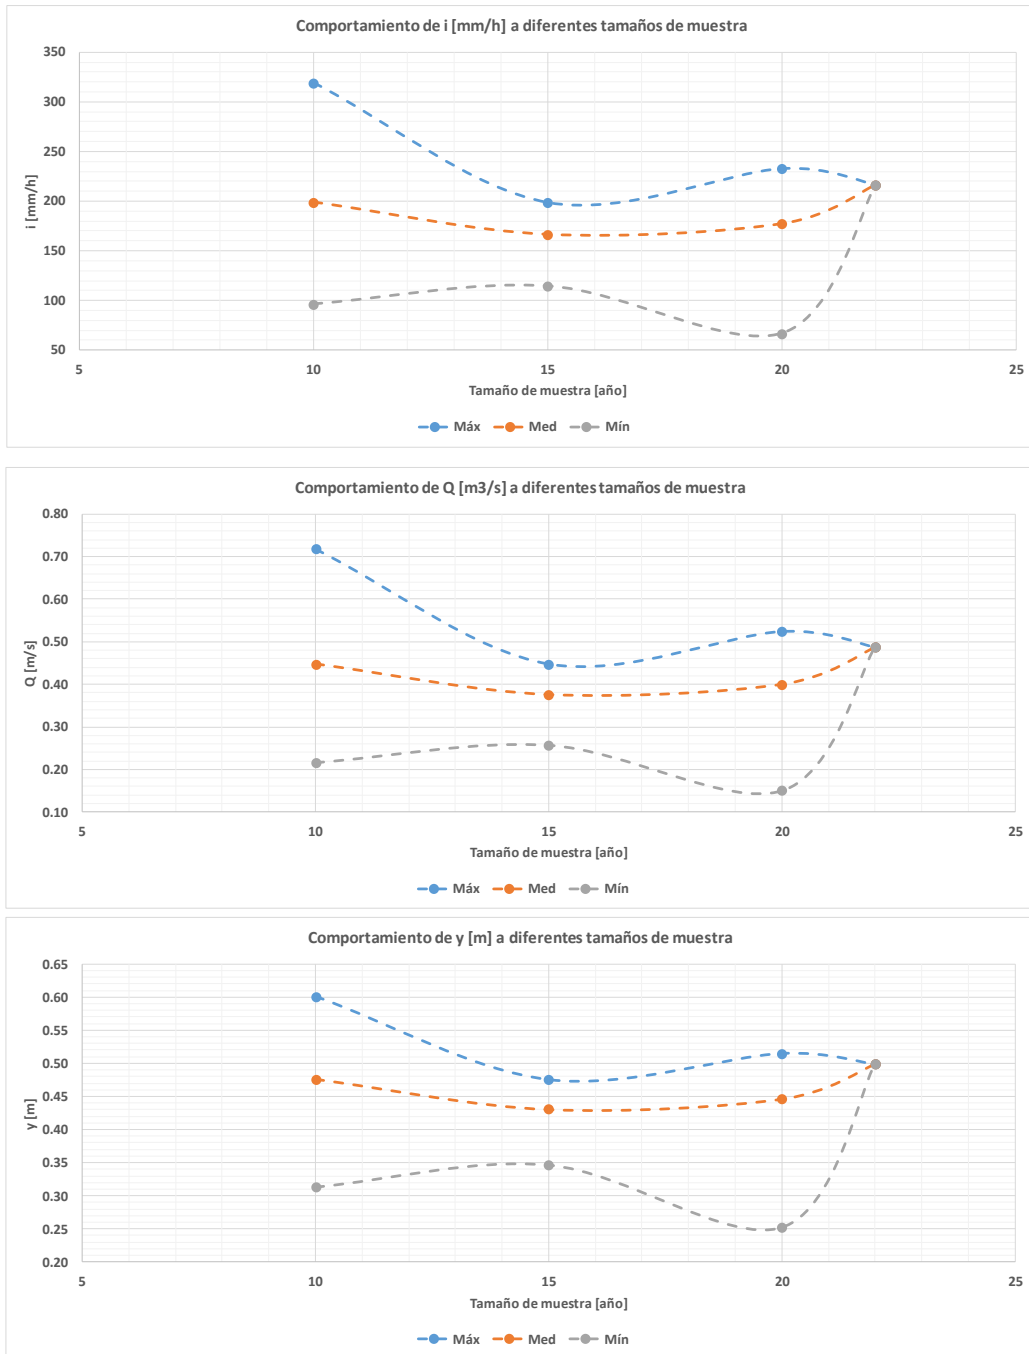 Comportamiento de i [mm/h] a diferentes tamaños de muestra
350
300
250
200
150
100
50
i [mm/h]
5 10 15 20 25
Tamaño de muestra [año]
Máx Med Mín
Comportamiento de Q [m3/s] a diferentes tamaños de muestra
0.80
0.70
0.60
0.50
0.40
0.30
0.20
0.10
Q [m/s]
5 10 15 20 25
Tamaño de muestra [año]
Máx Med Mín
Comportamiento de y [m] a diferentes tamaños de muestra
0.65
0.60
0.55
0.50
0.45
0.40
0.35
0.30
0.25
0.20
y [m]
5 10 15 20 25
Tamaño de muestra [año]
Máx Med Mín